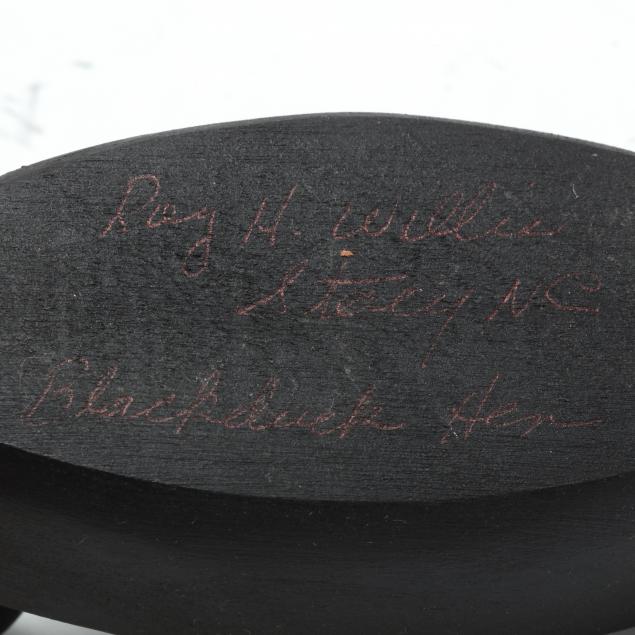 Roy H. Willis
Stacy NC
Blackduck Hen